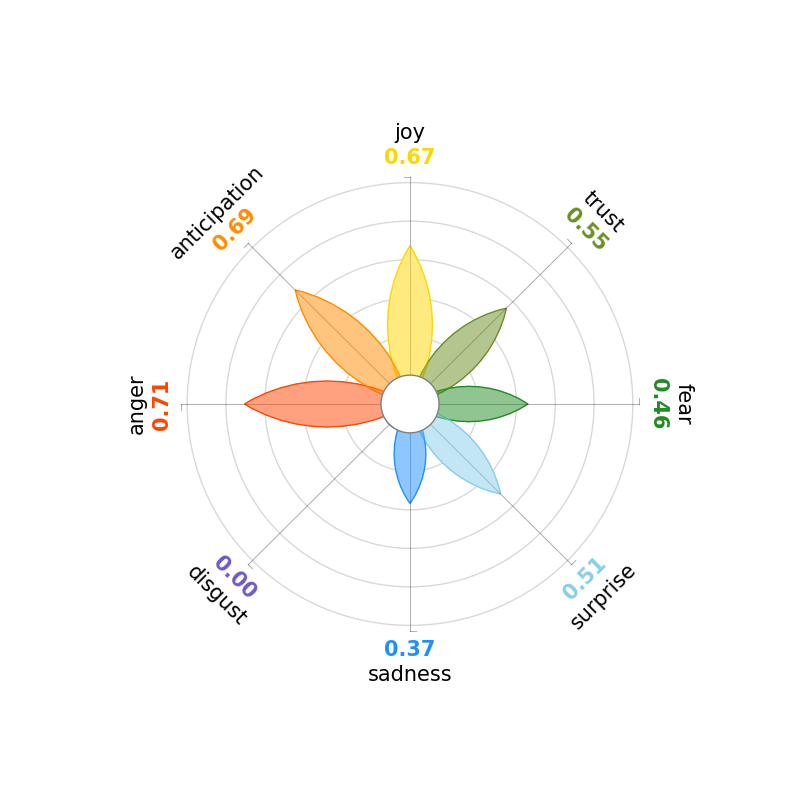 joy
0.67
trust
0.55
fear
0.46
surprise
0.51
sadness
0.37
disgust
0.00
anger
0.71
anticipation
0.69